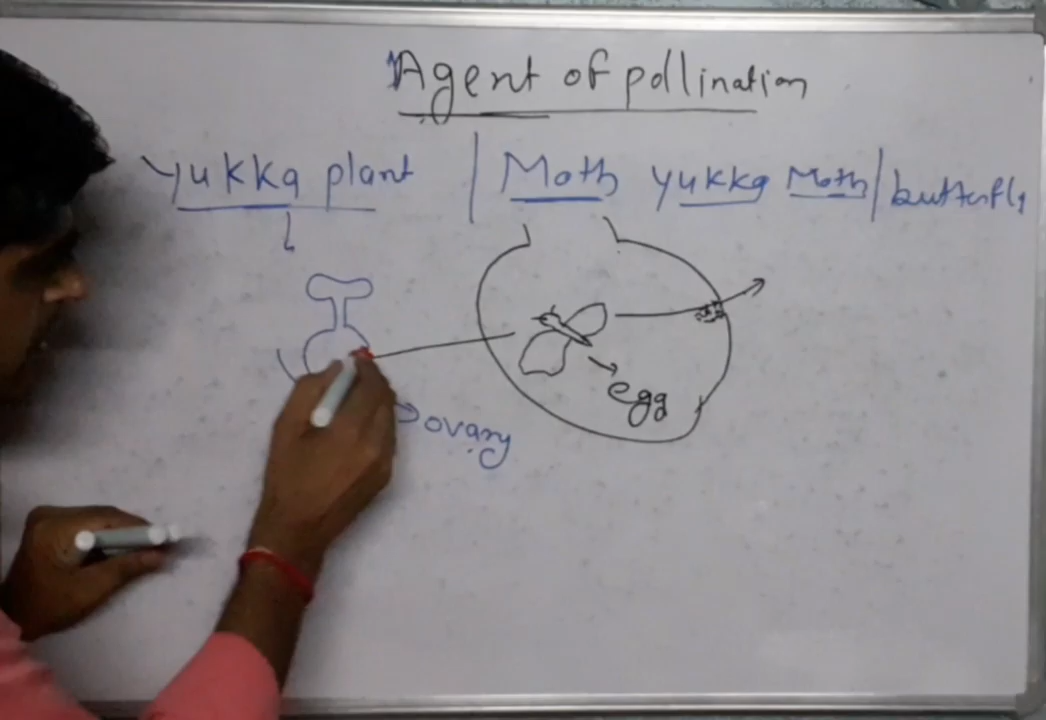 Agent of pollination
yukka plant | Moth yukka Moth / butterfly
egg
ovary